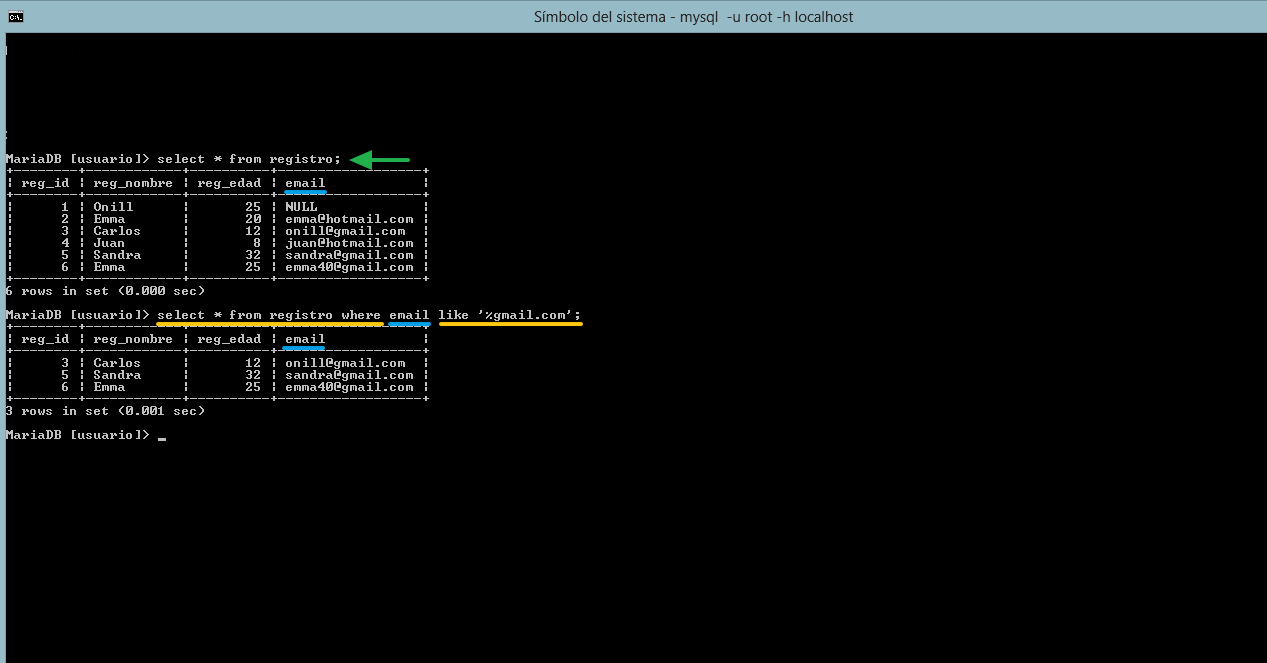 Símbolo del sistema - mysql  -u root -h localhost
MariaDB [usuario]> select * from registro;
+--------+------------+----------+------------------+
| reg_id | reg_nombre | reg_edad | email            |
+--------+------------+----------+------------------+
|      1 | Onill      |       25 | NULL             |
|      2 | Emma       |       20 | emma@hotmail.com |
|      3 | Carlos     |       12 | onill@gmail.com  |
|      4 | Juan       |        8 | juan@hotmail.com |
|      5 | Sandra     |       32 | sandra@gmail.com |
|      6 | Emma       |       25 | emma40@gmail.com |
+--------+------------+----------+------------------+
6 rows in set (0.000 sec)
MariaDB [usuario]> select * from registro where email like '%gmail.com';
+--------+------------+----------+------------------+
| reg_id | reg_nombre | reg_edad | email            |
+--------+------------+----------+------------------+
|      3 | Carlos     |       12 | onill@gmail.com  |
|      5 | Sandra     |       32 | sandra@gmail.com |
|      6 | Emma       |       25 | emma40@gmail.com |
+--------+------------+----------+------------------+
3 rows in set (0.001 sec)
MariaDB [usuario]> _